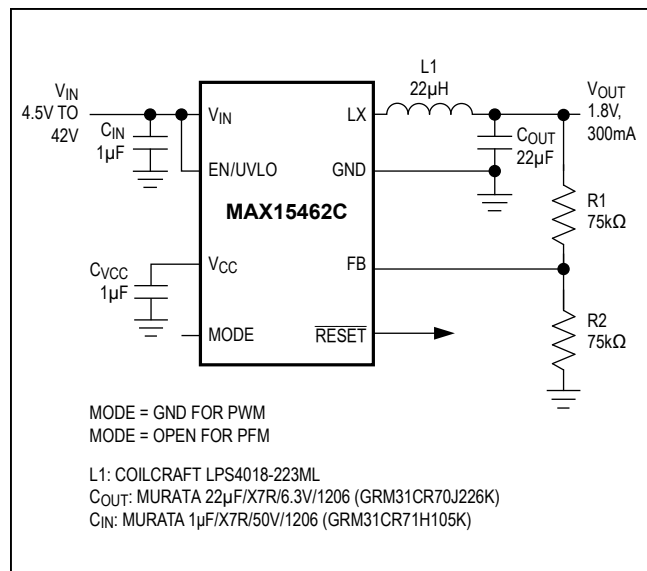 V_IN
4.5V TO
42V
C_IN
1µF
V_IN
EN/UVLO
LX
GND
L1
22µH
C_OUT
22µF
V_OUT
1.8V,
300mA
R1
75kΩ
MAX15462C
C_VCC
1µF
V_CC
FB
MODE
RESET
R2
75kΩ
MODE = GND FOR PWM
MODE = OPEN FOR PFM
L1: COILCRAFT LPS4018-223ML
C_OUT: MURATA 22µF/X7R/6.3V/1206 (GRM31CR70J226K)
C_IN: MURATA 1µF/X7R/50V/1206 (GRM31CR71H105K)